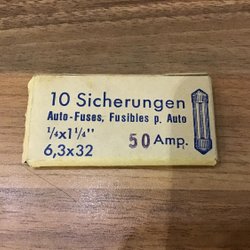 10 Sicherungen
Auto-Fuses, Fusibles p. Auto
¼x1¼"
6,3x32 50 Amp.